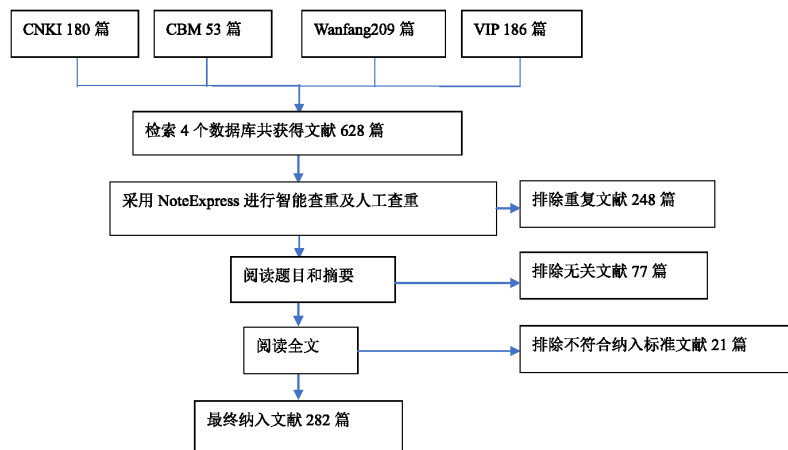 CNKI 180 篇
CBM 53 篇
Wanfang209 篇
VIP 186 篇
检索 4 个数据库共获得文献 628 篇
采用 NoteExpress 进行智能查重及人工查重
排除重复文献 248 篇
阅读题目和摘要
排除无关文献 77 篇
阅读全文
排除不符合纳入标准文献 21 篇
最终纳入文献 282 篇